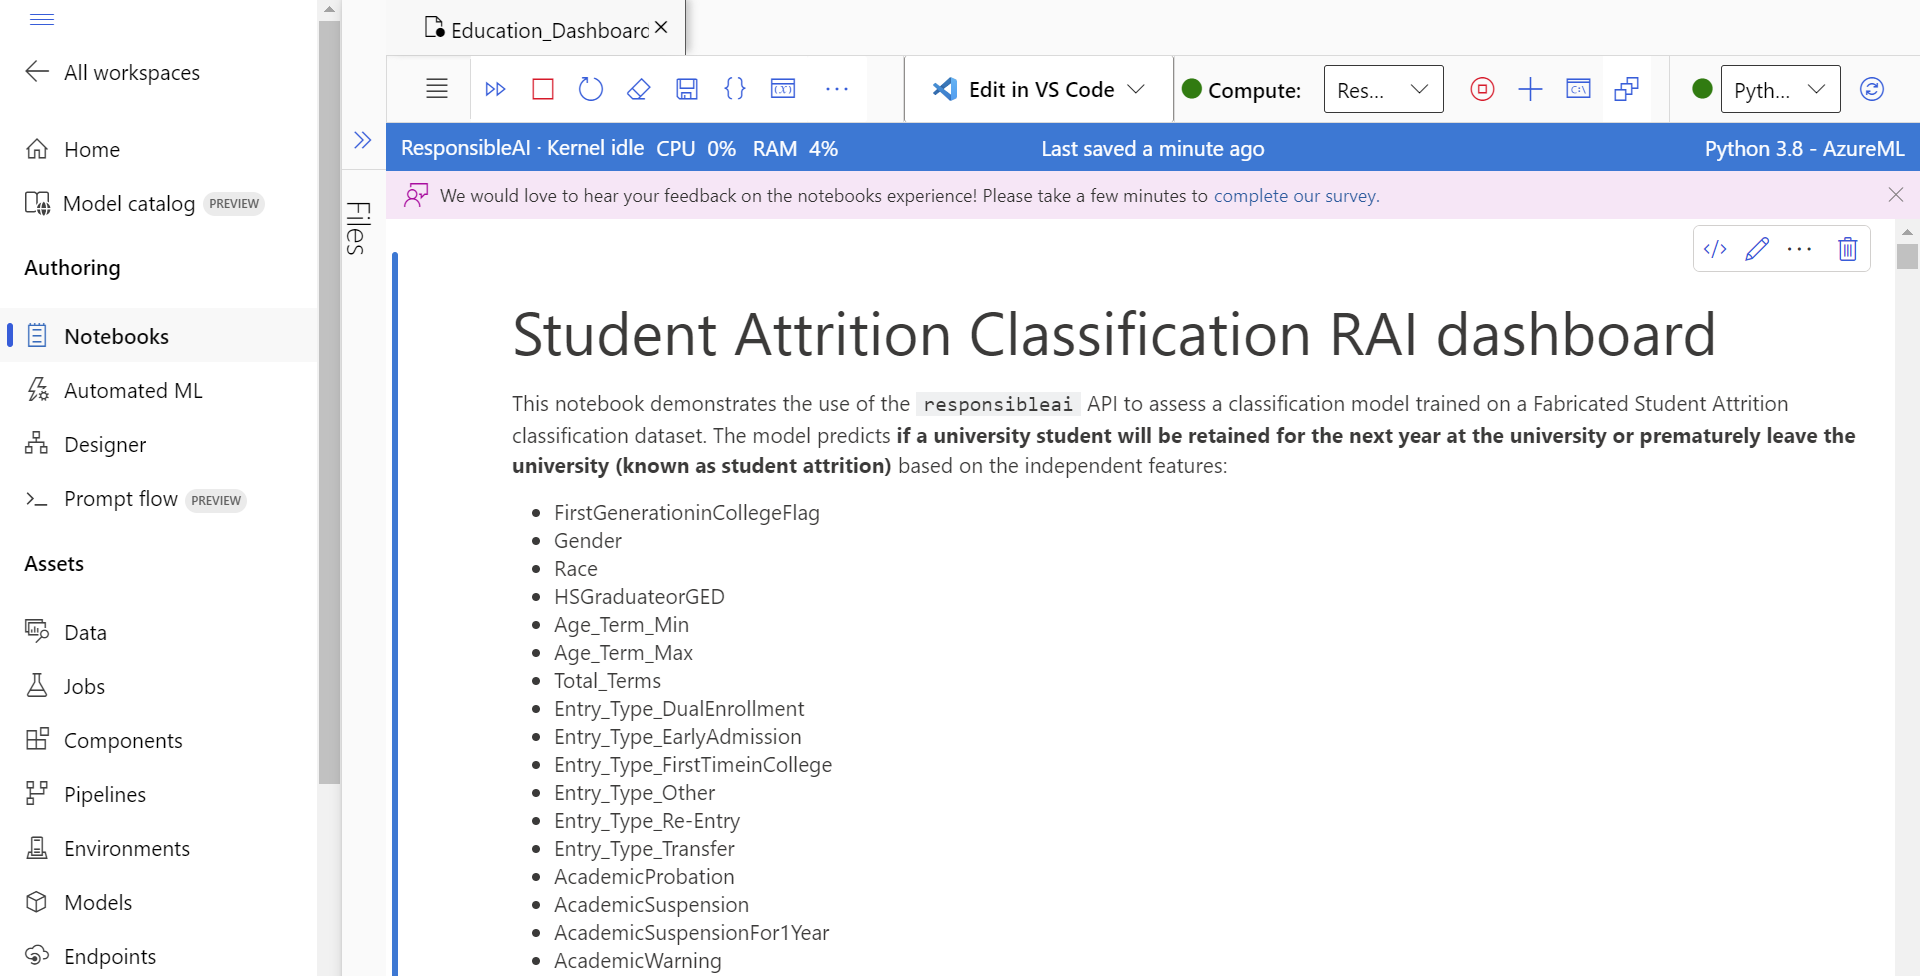 All workspaces
Home
Model catalog PREVIEW
Authoring
Notebooks
Automated ML
Designer
Prompt flow PREVIEW
Assets
Data
Jobs
Components
Pipelines
Environments
Models
Endpoints
Files
Education_Dashboard
Edit in VS Code
Compute:
Res...
Pyth...
ResponsibleAI · Kernel idle CPU 0% RAM 4%
Last saved a minute ago
Python 3.8 - AzureML
We would love to hear your feedback on the notebooks experience! Please take a few minutes to complete our survey.
Student Attrition Classification RAI dashboard
This notebook demonstrates the use of the responsibleai API to assess a classification model trained on a Fabricated Student Attrition
classification dataset. The model predicts if a university student will be retained for the next year at the university or prematurely leave the
university (known as student attrition) based on the independent features:
FirstGenerationinCollegeFlag
Gender
Race
HSGraduateorGED
Age_Term_Min
Age_Term_Max
Total_Terms
Entry_Type_DualEnrollment
Entry_Type_EarlyAdmission
Entry_Type_FirstTimeinCollege
Entry_Type_Other
Entry_Type_Re-Entry
Entry_Type_Transfer
AcademicProbation
AcademicSuspension
AcademicSuspensionFor1Year
AcademicWarning